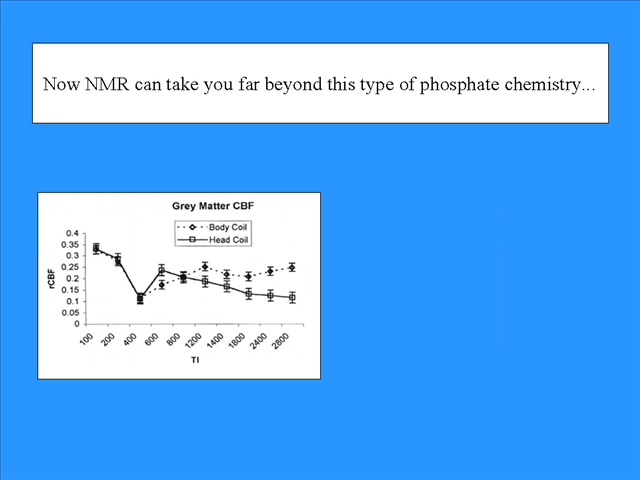 Now NMR can take you far beyond this type of phosphate chemistry...
Grey Matter CBF
Body Coil
Head Coil
rCBF
0.4
0.35
0.3
0.25
0.2
0.15
0.1
0.05
0
100 200 400 600 800 1200 1400 1800 2400 2800
TI